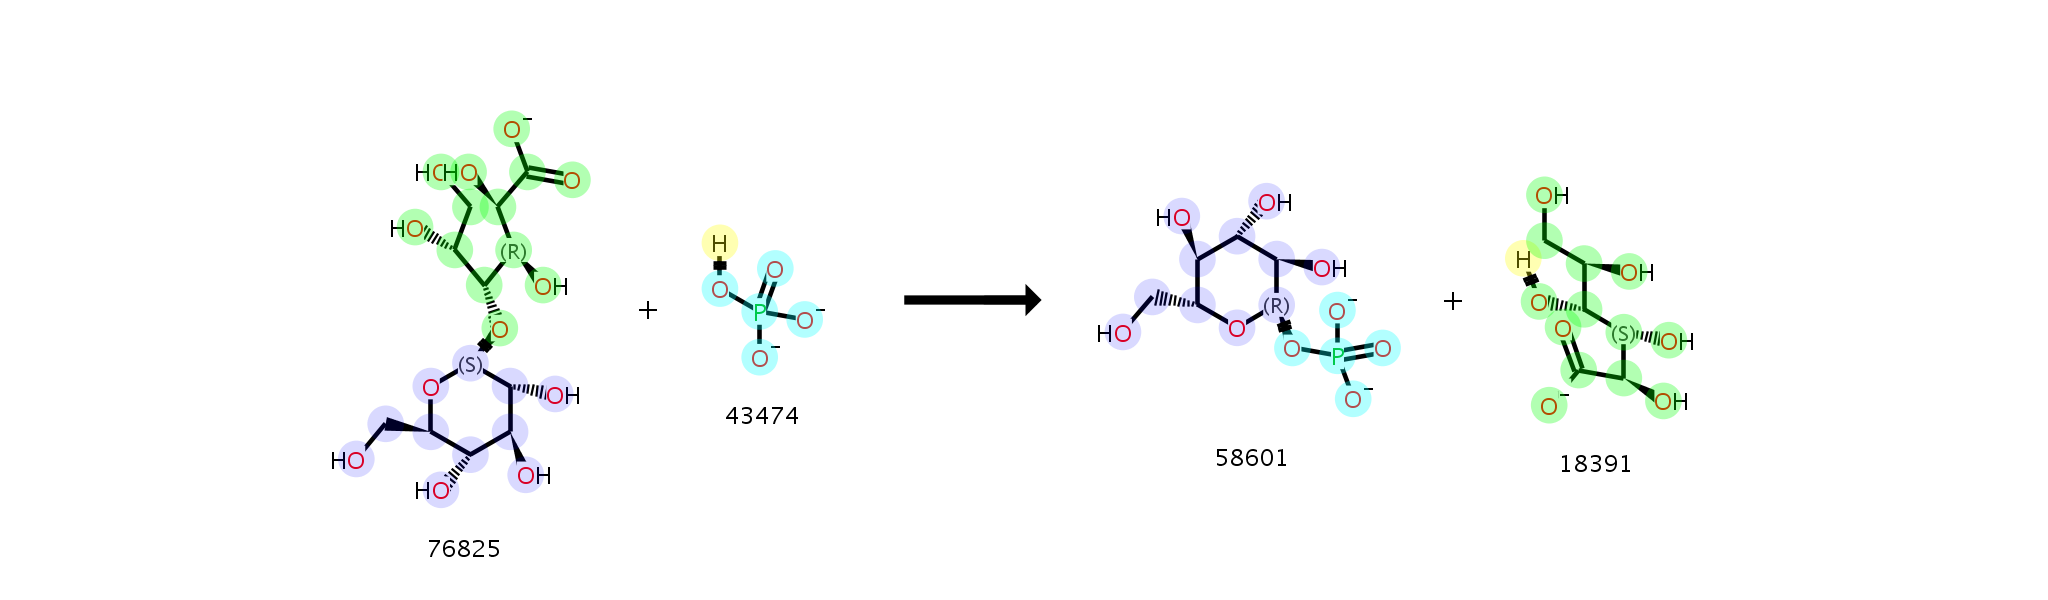 O−
HO HO O
HO (R)
OH
O
(S)
O
OH
HO
HO OH
76825
+
H
O O
P O−
O−
43474
HO OH
OH
(R)
O
HO
O−
O P O
O−
58601
+
OH
H
OH
O
O (S) OH
O− OH
18391